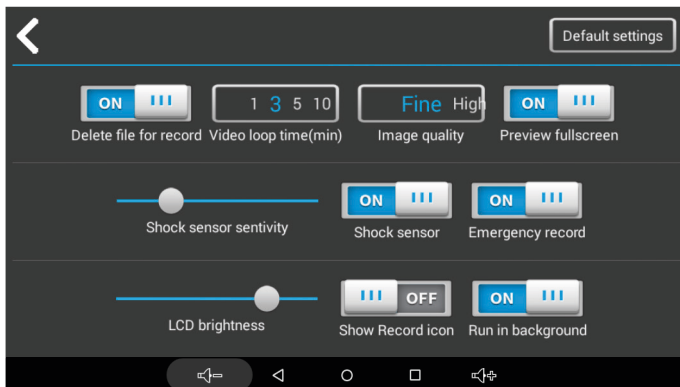 Default settings
ON 1 3 5 10 Fine High ON
Delete file for record Video loop time(min) Image quality Preview fullscreen
ON ON
Shock sensor sentivity Shock sensor Emergency record
OFF ON
LCD brightness Show Record icon Run in background